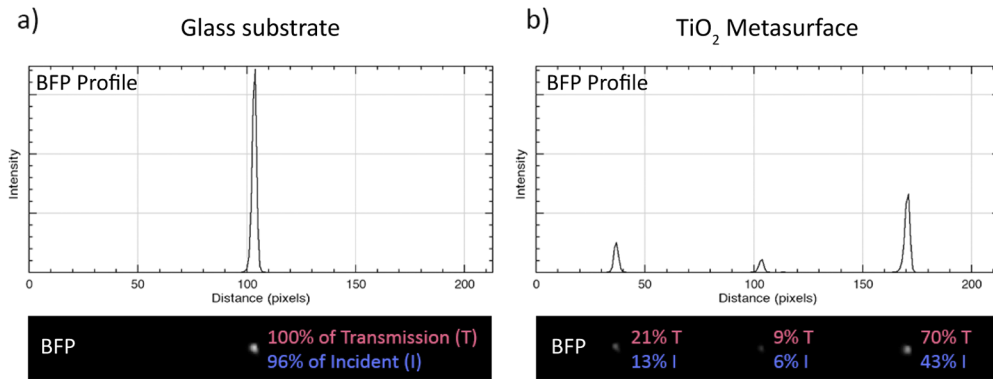 a)
Glass substrate
BFP Profile
Intensity
0 50 100 150 200
Distance (pixels)
BFP
100% of Transmission (T)
96% of Incident (I)
b)
TiO₂ Metasurface
BFP Profile
Intensity
0 50 100 150 200
Distance (pixels)
BFP
21% T 9% T 70% T
13% I 6% I 43% I